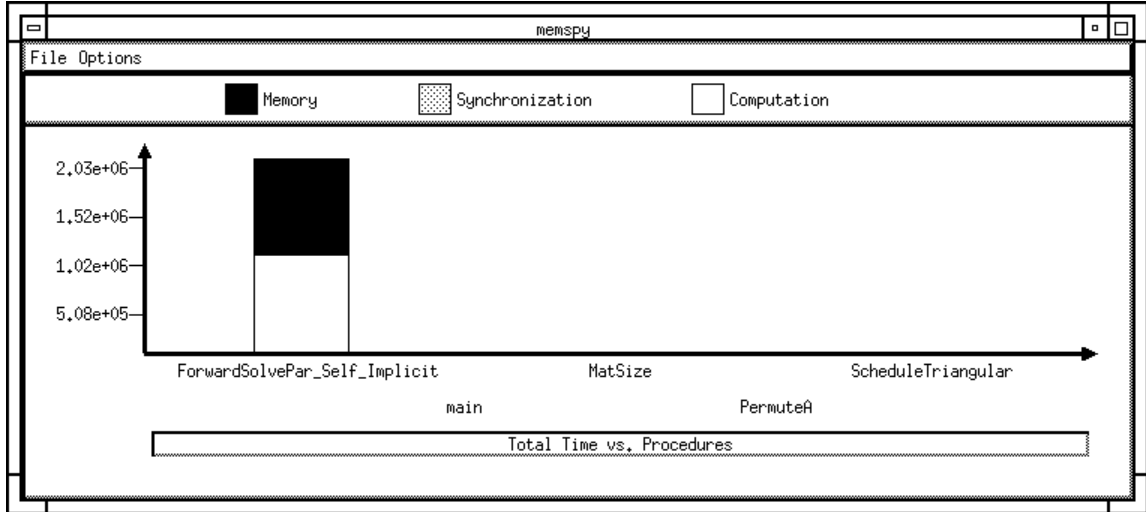 memspy
File Options
Memory Synchronization Computation
2.03e+06
1.52e+06
1.02e+06
5.08e+05
ForwardSolvePar_Self_Implicit MatSize ScheduleTriangular
main PermuteA
Total Time vs. Procedures